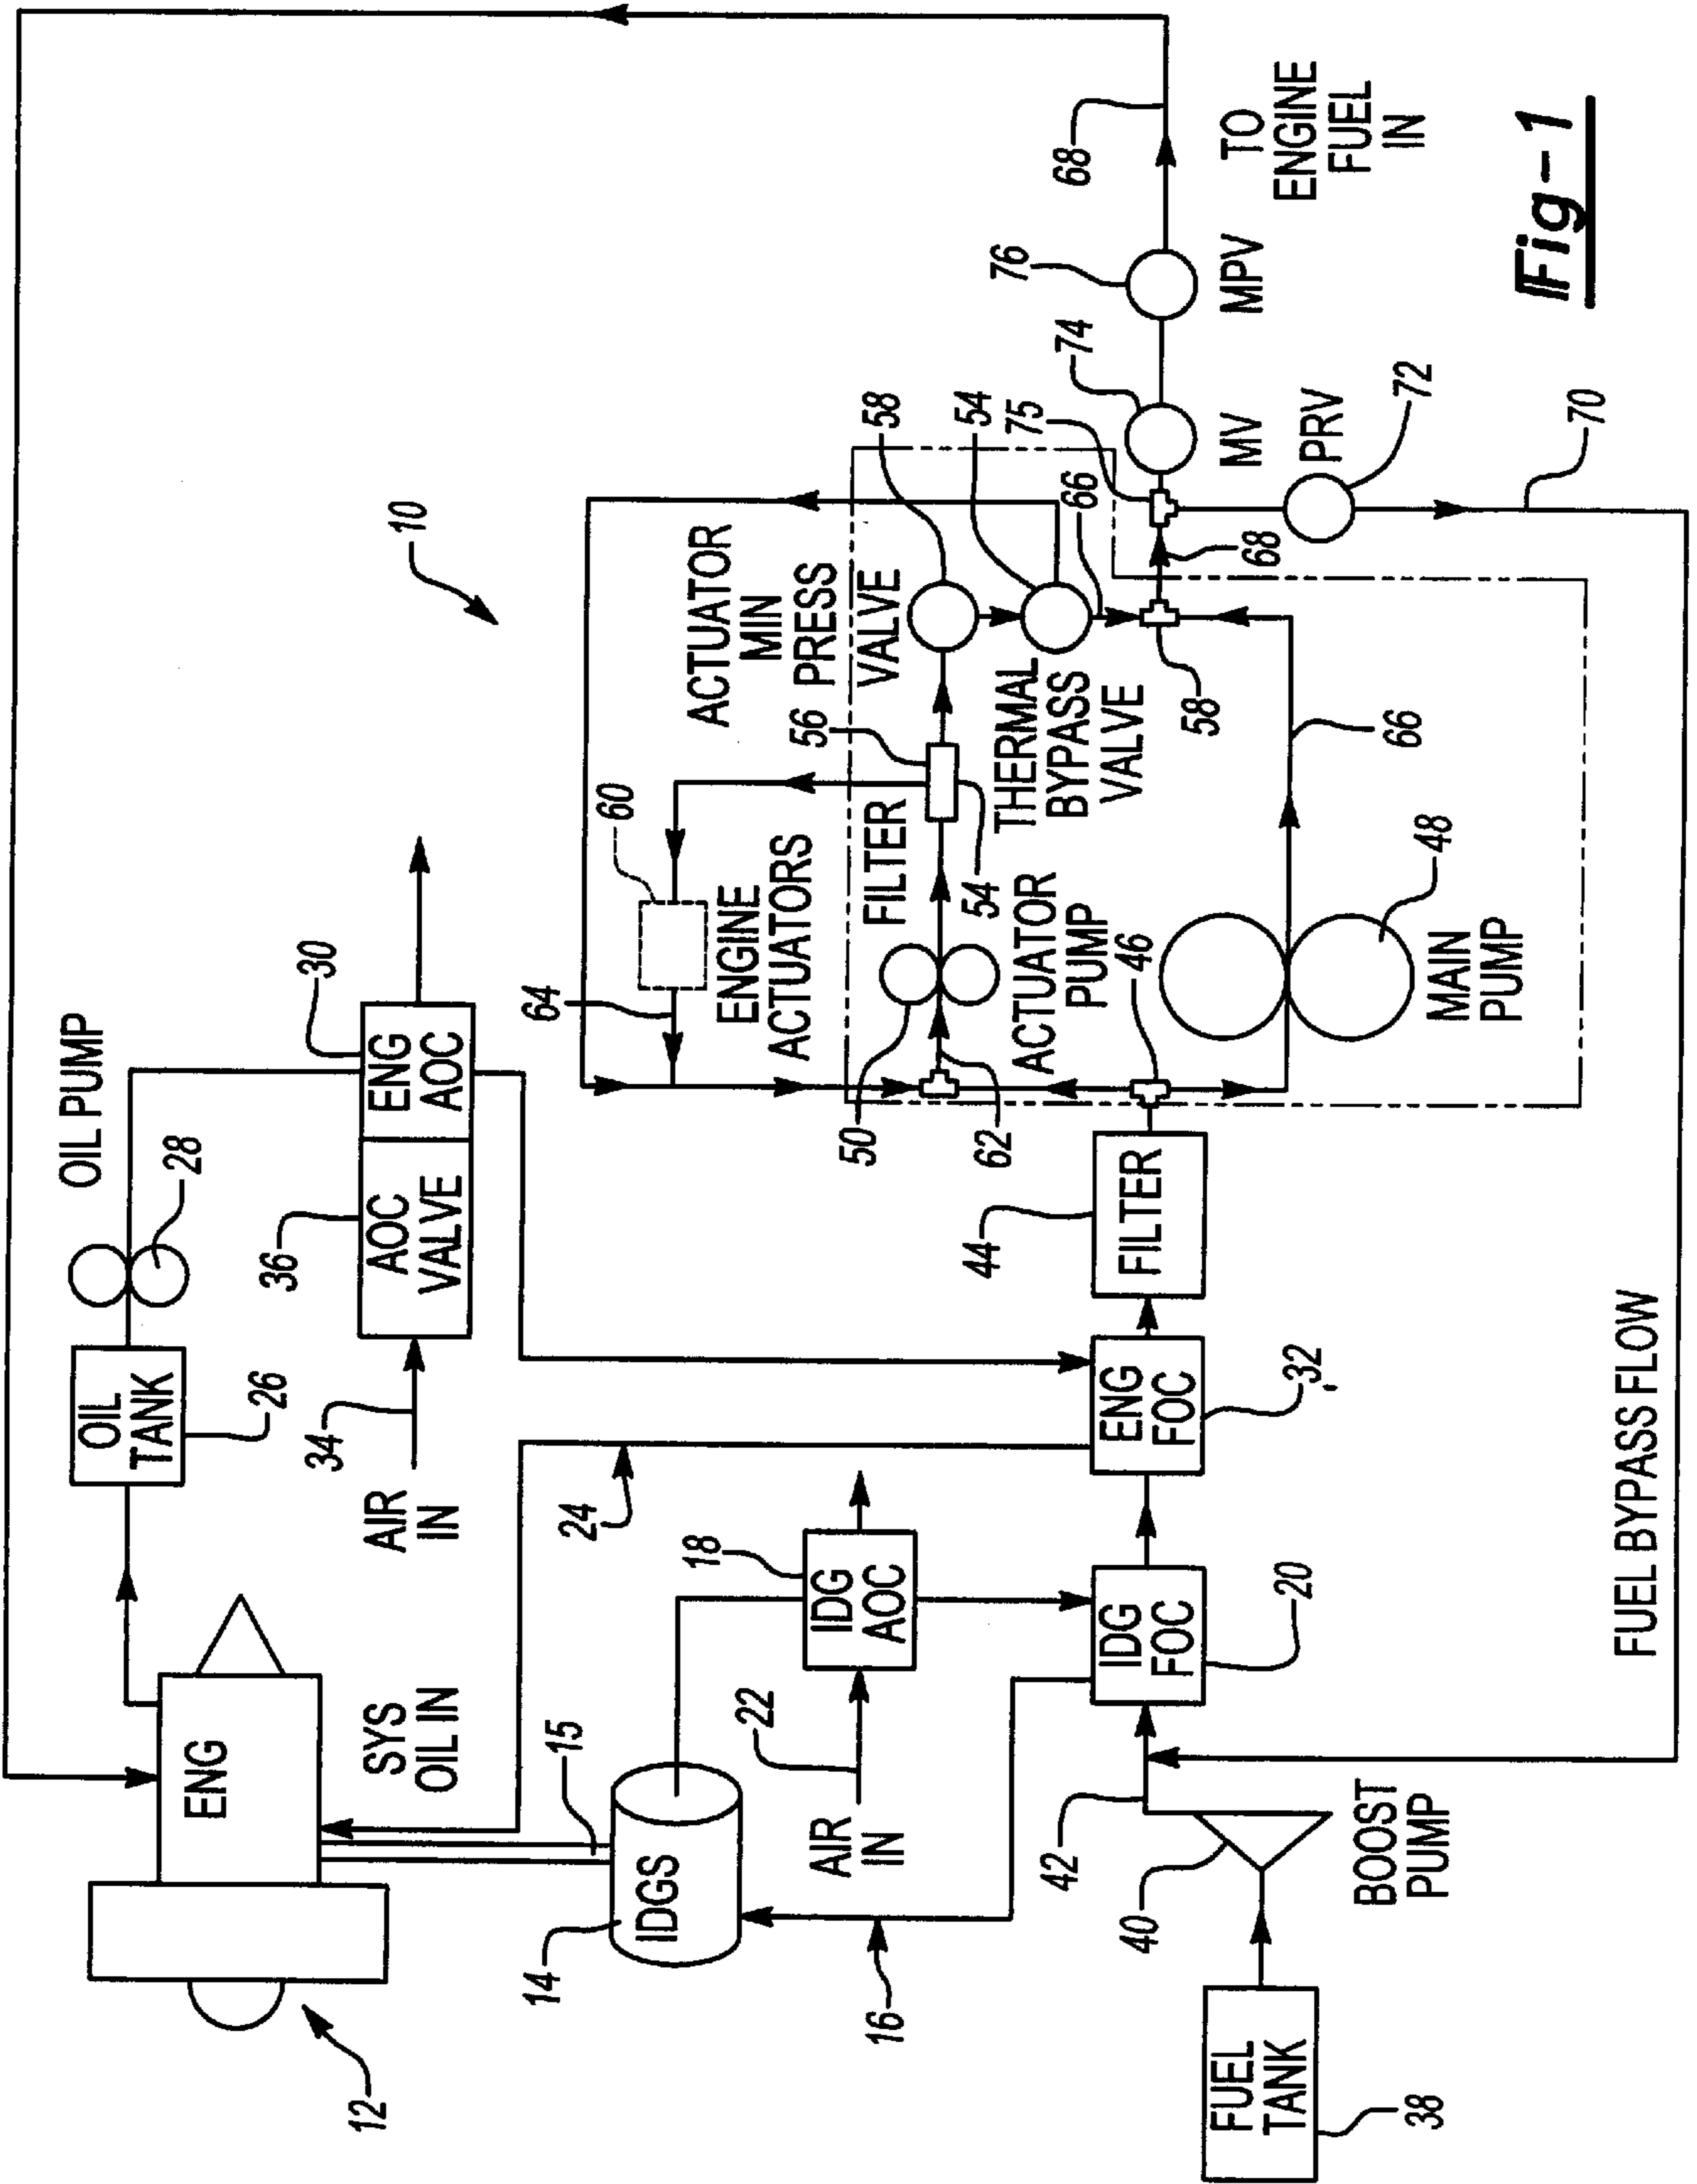 10
12
ENG
SYS
OIL IN
OIL
TANK
26
OIL PUMP
28
36
AOC
VALVE
ENG
AOC
30
34
AIR
IN
24
14
IDGS
15
16
22
AIR
IN
18
IDG
AOC
IDG
FOC
20
ENG
FOC
32
44
FILTER
38
FUEL
TANK
40
BOOST
PUMP
42
FUEL BYPASS FLOW
46
MAIN
PUMP
48
50
ACTUATOR
PUMP
62
64
60
ENGINE
ACTUATORS
FILTER
54
56
ACTUATOR
MIN
PRESS
VALVE
58
THERMAL
BYPASS
VALVE
54
66
58
66
68
75
74
MV
PRV
72
70
76
MPV
68
TO
ENGINE
FUEL
IN
Fig-1